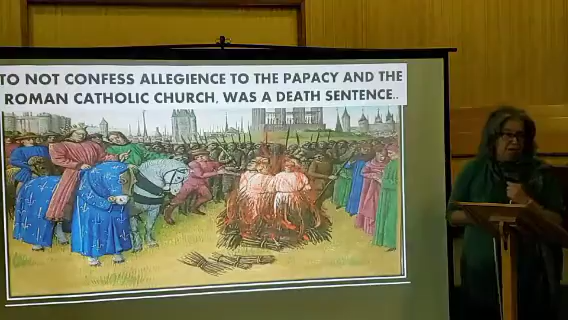 TO NOT CONFESS ALLEGIENCE TO THE PAPACY AND THE
ROMAN CATHOLIC CHURCH, WAS A DEATH SENTENCE..